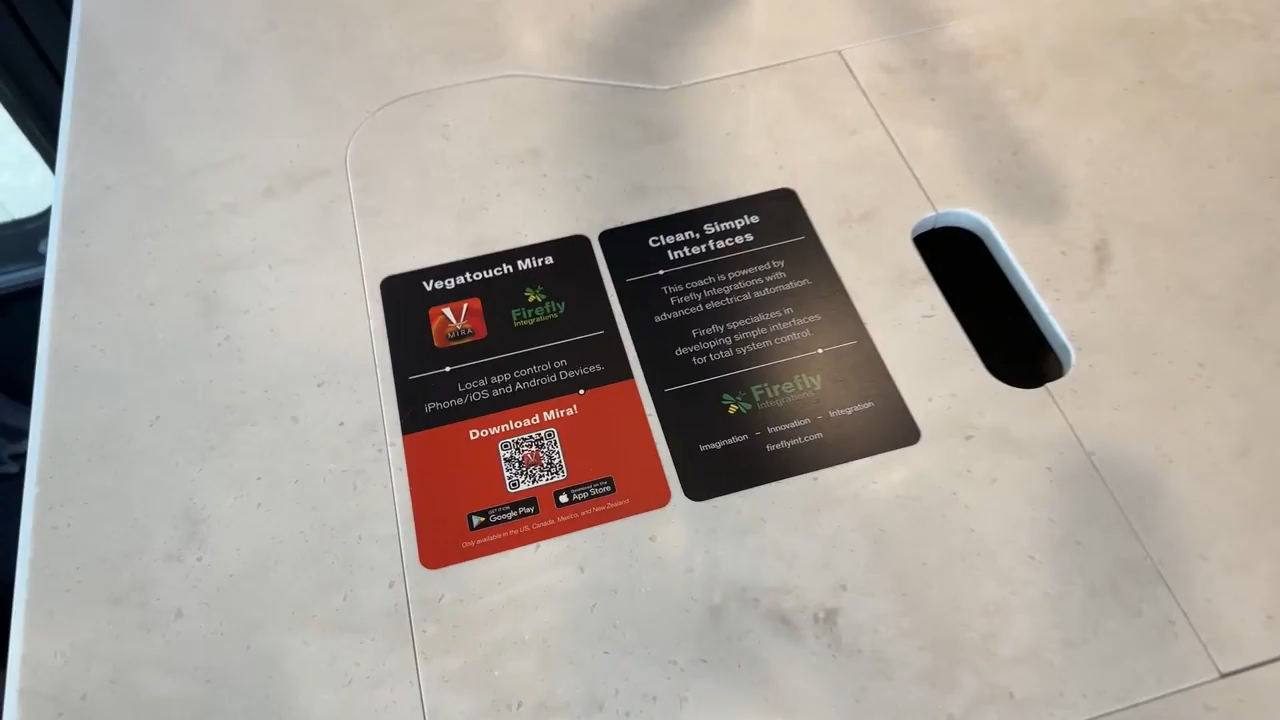 Vegatouch Mira
V
MIRA
Firefly
Integrations
Local app control on
iPhone/iOS and Android Devices.
Download Mira!
GET IT ON
Google Play
Download on the
App Store
Only available in the US, Canada, Mexico, and New Zealand
Clean, Simple
Interfaces
This coach is powered by
Firefly Integrations with
advanced electrical automation.
Firefly specializes in
developing simple interfaces
for total system control.
Firefly
Integrations
Imagination – Innovation – Integration
fireflyint.com